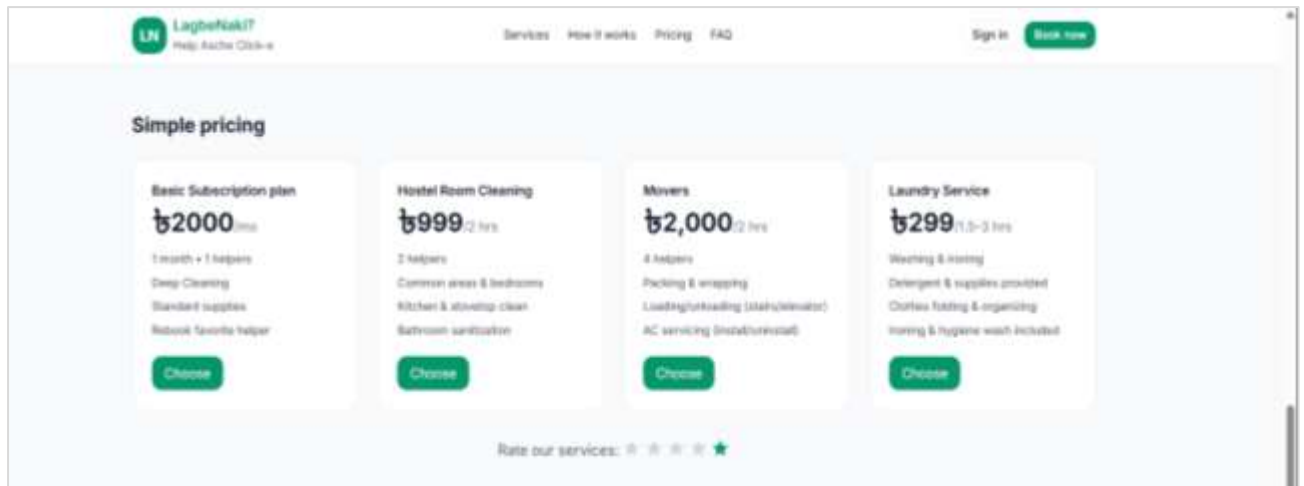 LN
LagbeNaki?
Help Asche Click-e
Services How it works Pricing FAQ
Sign in Book now
Simple pricing
Basic Subscription plan
৳2000/mo
1 month • 1 helpers
Deep Cleaning
Standard supplies
Rebook favorite helper
Choose
Hostel Room Cleaning
৳999/2 hrs
2 helpers
Common areas & bedrooms
Kitchen & stovetop clean
Bathroom sanitization
Choose
Movers
৳2,000/2 hrs
4 helpers
Packing & wrapping
Loading/unloading (stairs/elevator)
AC servicing (install/uninstall)
Choose
Laundry Service
৳299/1.5–3 hrs
Washing & ironing
Detergent & supplies provided
Clothes folding & organizing
Ironing & hygiene wash included
Choose
Rate our services: